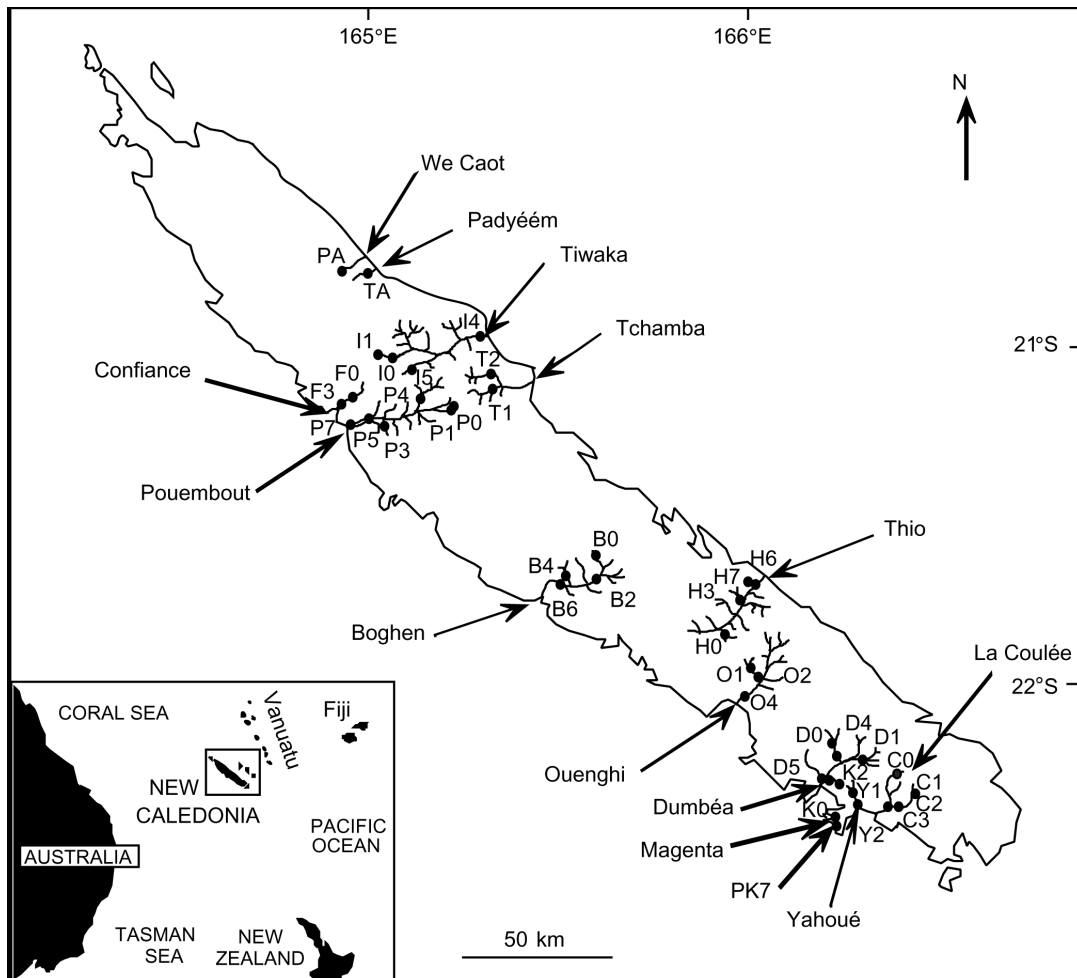 165°E
166°E
N
We Caot
Padyéém
PA
TA
Tiwaka
I4
Tchamba
I1
21°S
T2
I0
I5
Confiance
F0
F3
P4
T1
P0
P7
P5
P1
P3
Pouembout
Thio
B0
H6
B4
H7
H3
B2
B6
Boghen
H0
La Coulée
O1
O2
22°S
O4
CORAL SEA
Vanuatu
Fiji
D4
D0
D1
C0
Ouenghi
D5
K2
C1
NEW
CALEDONIA
Y1
C2
Dumbéa
K0
C3
PACIFIC
OCEAN
Y2
Magenta
AUSTRALIA
PK7
Yahoué
TASMAN
SEA
NEW
ZEALAND
50 km